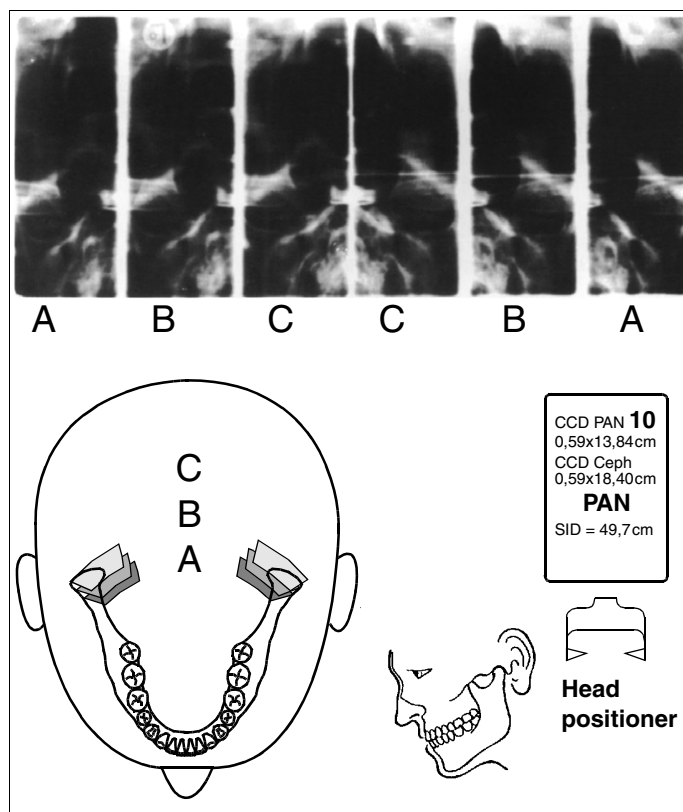 A B C C B A
C
B
A
CCD PAN 10
0,59x13,84cm
CCD Ceph
0,59x18,40cm
PAN
SID = 49,7cm
Head
positioner